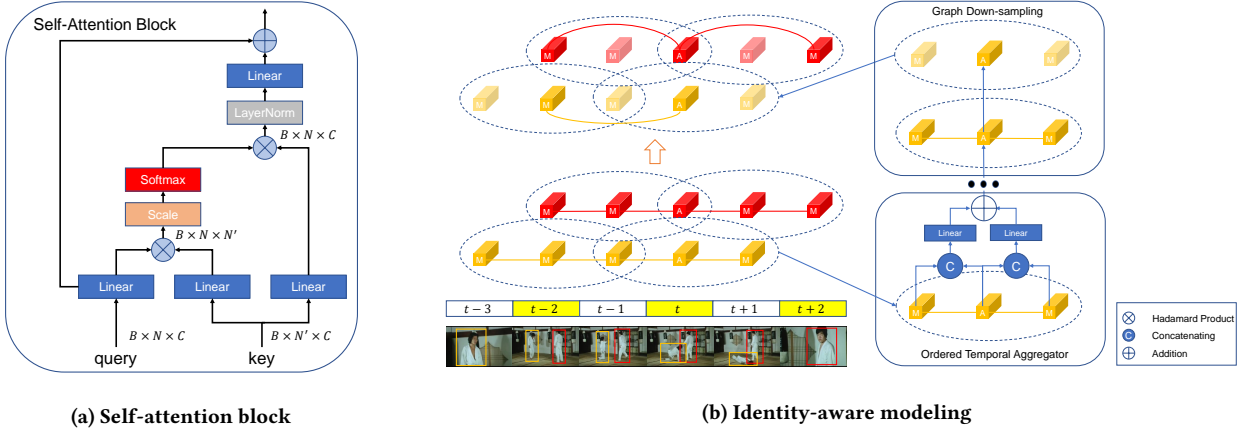 Self-Attention Block
Linear
LayerNorm
B × N × C
Softmax
Scale
B × N × N′
Linear
Linear
Linear
B × N × C
B × N′ × C
query
key
(a) Self-attention block
M
M
A
M
M
M
M
M
A
M
M
M
A
M
M
M
M
M
A
M
t − 3
t − 2
t − 1
t
t + 1
t + 2
Graph Down-sampling
M
A
M
M
A
M
Linear
Linear
C
C
M
A
M
Ordered Temporal Aggregator
Hadamard Product
C
Concatenating
Addition
(b) Identity-aware modeling